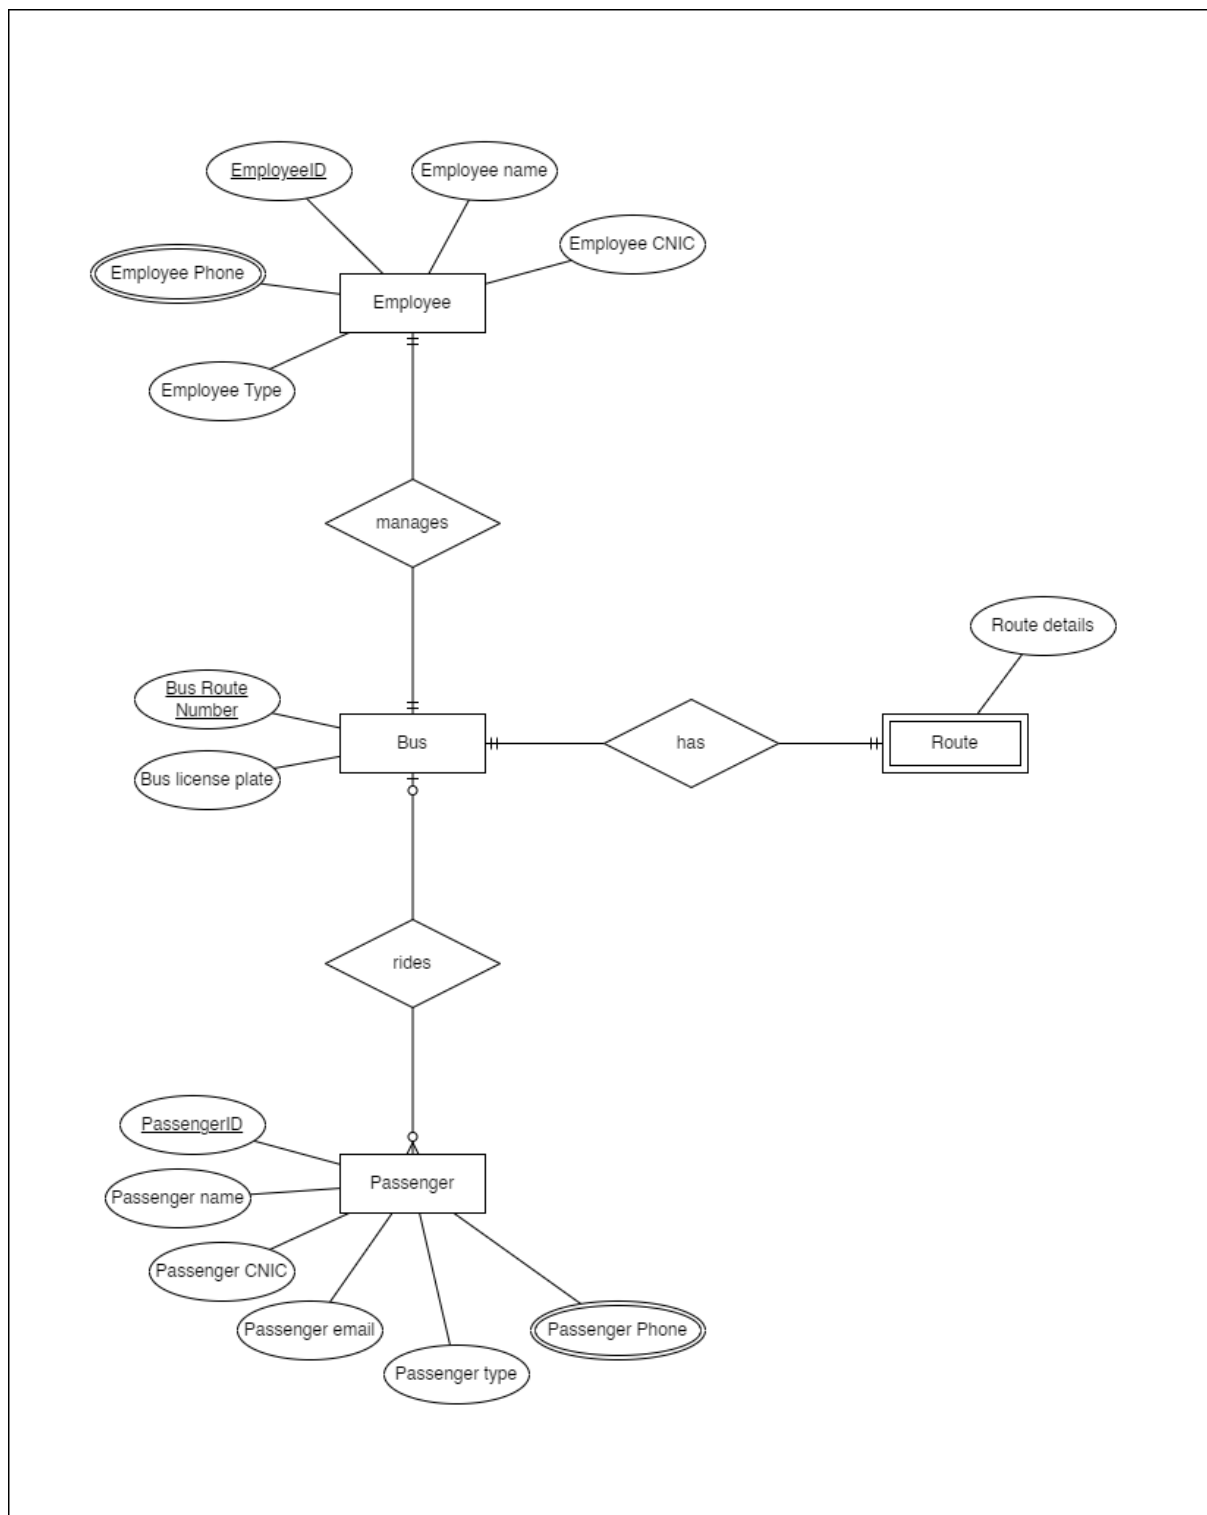 EmployeeID
Employee name
Employee CNIC
Employee Phone
Employee
Employee Type
manages
Route details
Bus Route
Number
Bus
has
Route
Bus license plate
rides
PassengerID
Passenger
Passenger name
Passenger CNIC
Passenger email
Passenger Phone
Passenger type